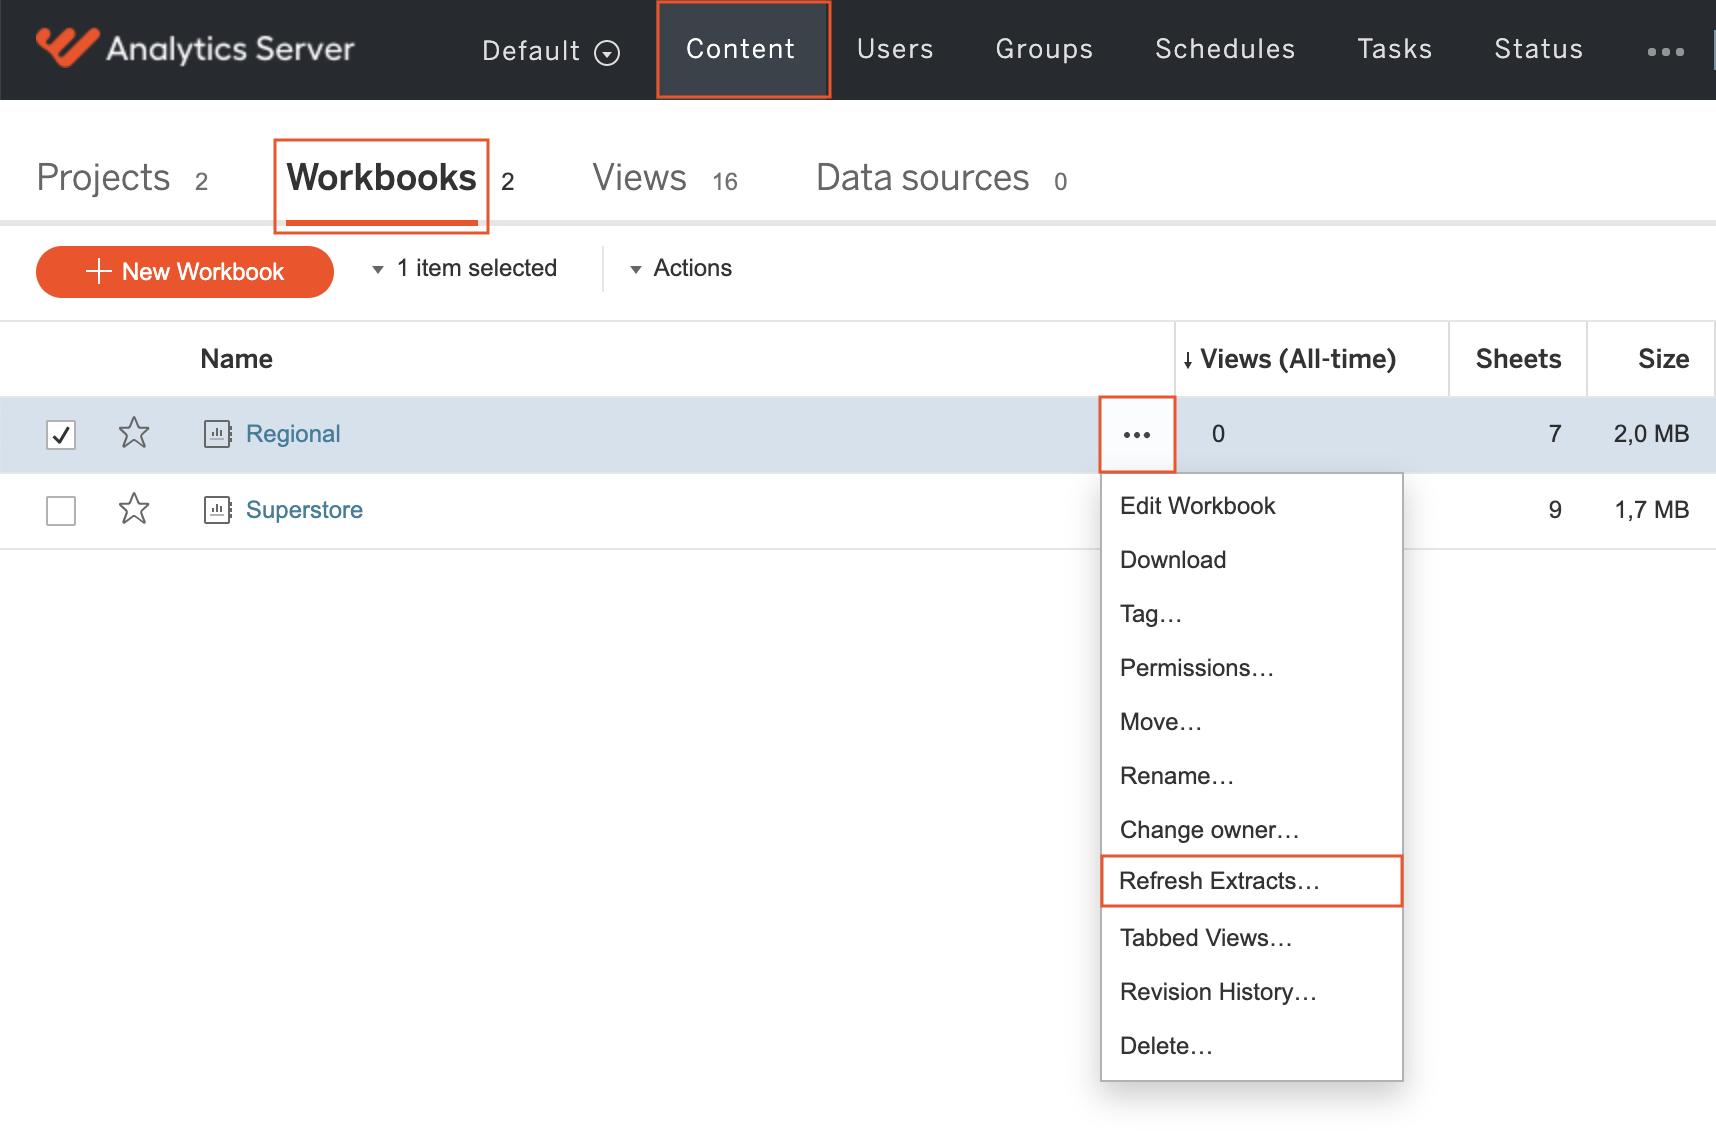 Analytics Server Default Content Users Groups Schedules Tasks Status
Projects 2 Workbooks 2 Views 16 Data sources 0
New Workbook 1 item selected Actions
Name ↓ Views (All-time) Sheets Size
Regional ••• 0 7 2,0 MB
Superstore 9 1,7 MB
Edit Workbook
Download
Tag…
Permissions…
Move…
Rename…
Change owner…
Refresh Extracts…
Tabbed Views…
Revision History…
Delete…